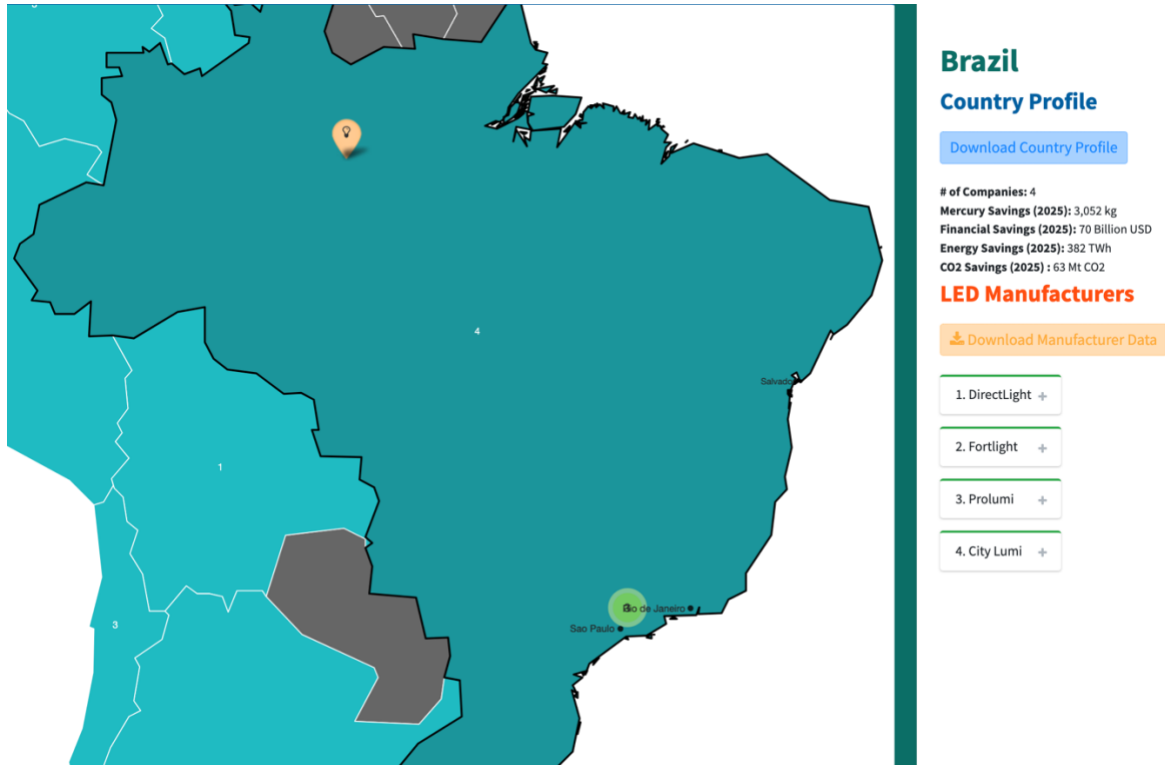 4
Salvador
1
3
Rio de Janeiro
Sao Paulo
Brazil
Country Profile
Download Country Profile
# of Companies: 4
Mercury Savings (2025): 3,052 kg
Financial Savings (2025): 70 Billion USD
Energy Savings (2025): 382 TWh
CO2 Savings (2025) : 63 Mt CO2
LED Manufacturers
Download Manufacturer Data
1. DirectLight +
2. Fortlight +
3. Prolumi +
4. City Lumi +